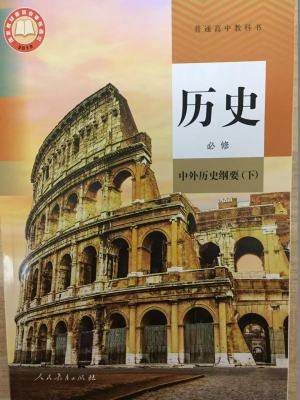 普通高中教科书
历史
必修
中外历史纲要(下)
人民教育出版社